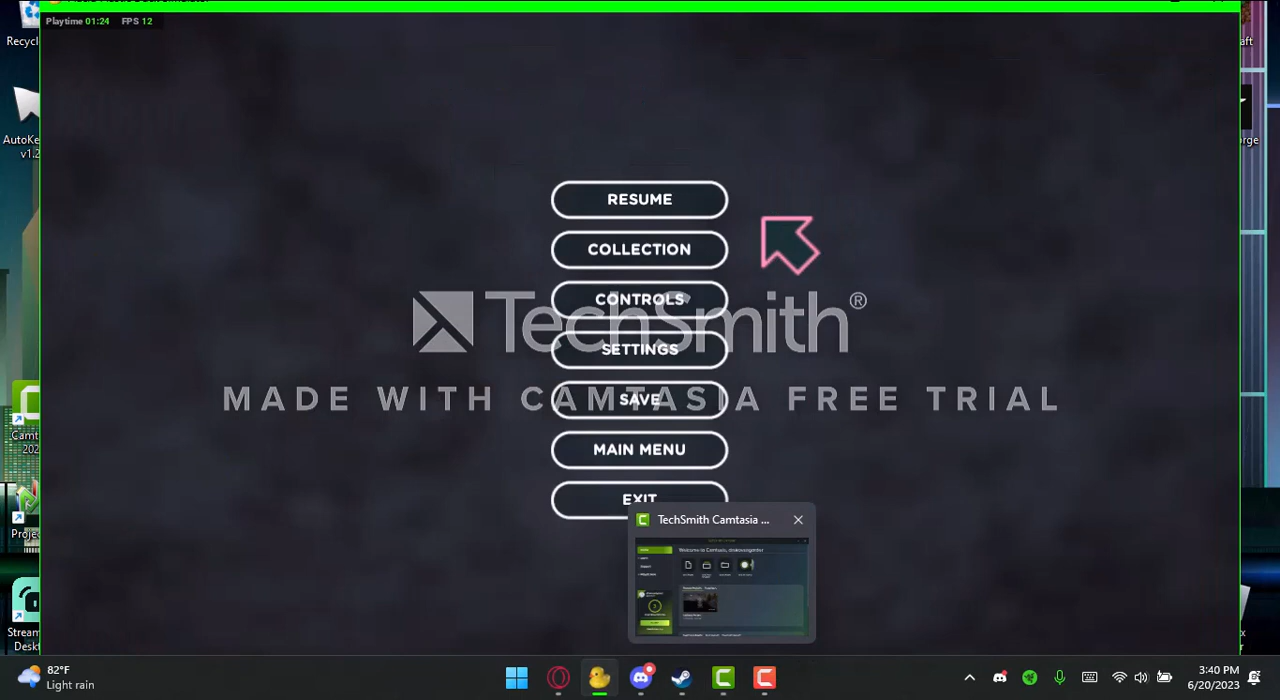 Playtime 01:24 FPS 12
Recycl
aft
AutoKe
v1.2
rge
RESUME
COLLECTION
CONTROLS
TechSmith®
SETTINGS
MADE WITH CAMTASIA FREE TRIAL
SAVE
MAIN MENU
EXIT
Camt
202
TechSmith Camtasia ...
Welcome to Camtasia,
Projec
Stream
Deskt
x
r
82°F
Light rain
3:40 PM
6/20/2023